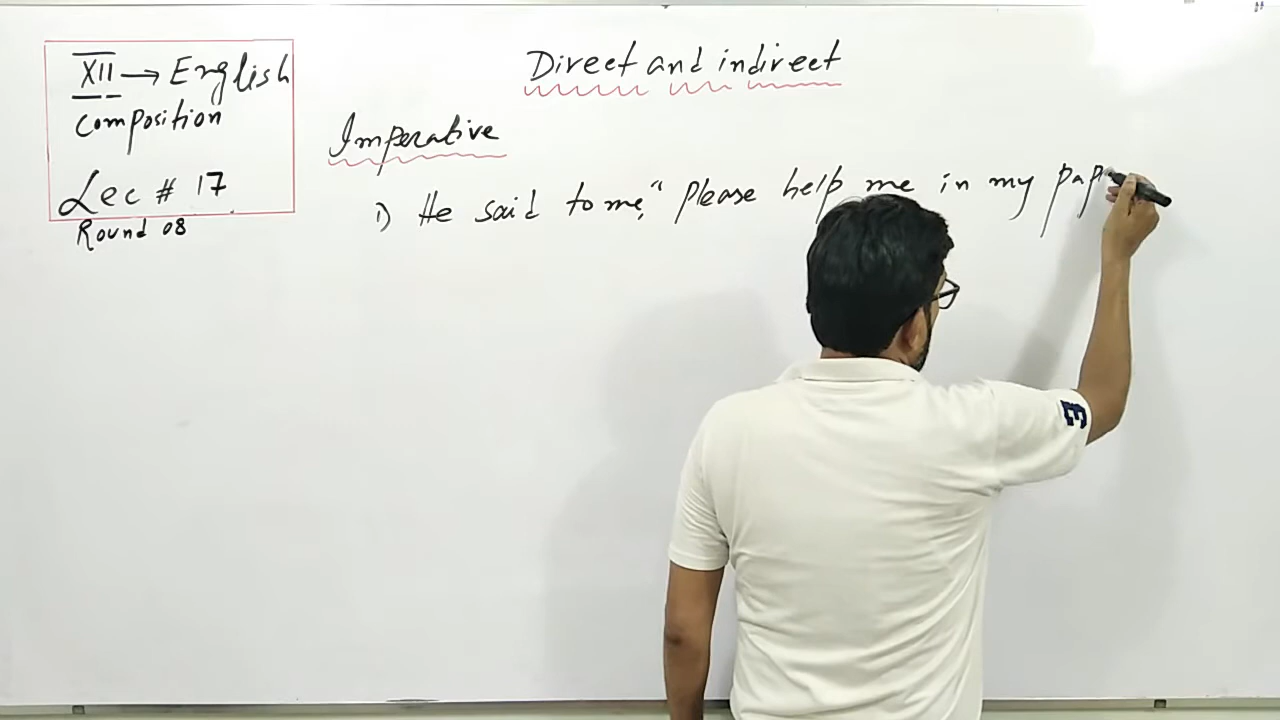 XII → English
composition
Lec # 17
Round 08
Direct and indirect
Imperative
1) He said to me, " please help me in my pap
E